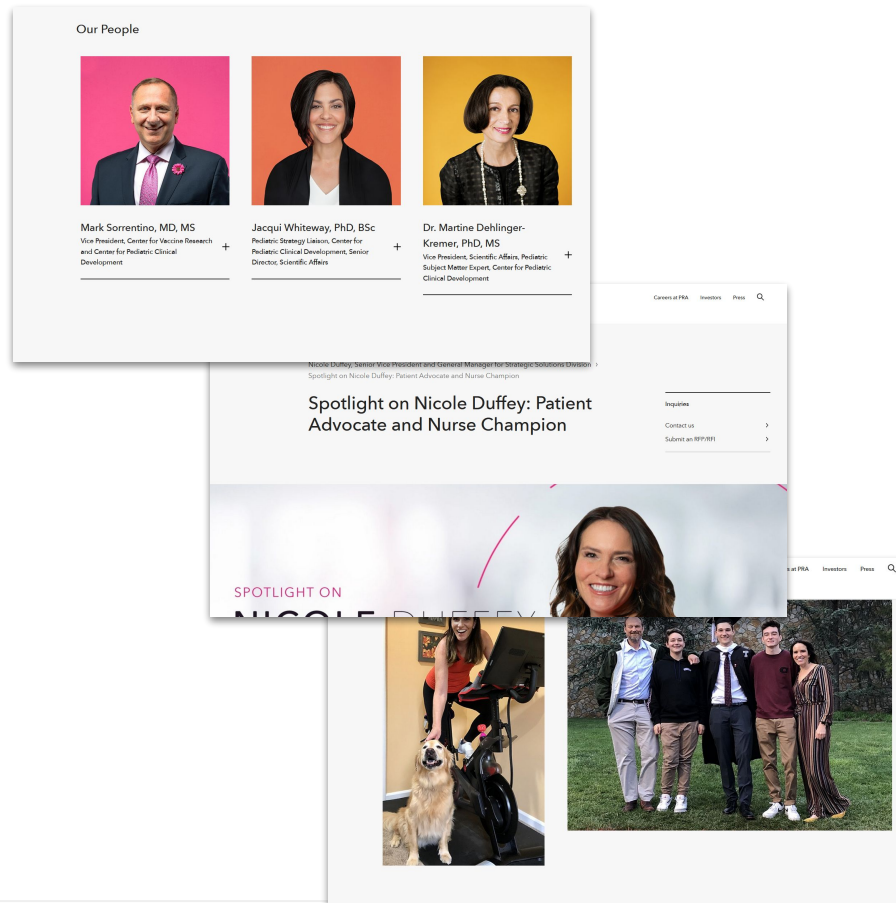 Our People
Mark Sorrentino, MD, MS
Vice President, Center for Vaccine Research
and Center for Pediatric Clinical
Development
Jacqui Whiteway, PhD, BSc
Pediatric Strategy Liaison, Center for
Pediatric Clinical Development, Senior
Director, Scientific Affairs
Dr. Martine Dehlinger-
Kremer, PhD, MS
Vice President, Scientific Affairs, Pediatric
Subject Matter Expert, Center for Pediatric
Clinical Development
Careers at PRA Investors Press
Nicole Duffey, Senior Vice President and General Manager for Strategic Solutions Division
Spotlight on Nicole Duffey: Patient Advocate and Nurse Champion
Spotlight on Nicole Duffey: Patient
Advocate and Nurse Champion
Inquiries
Contact us
Submit an RFP/RFI
SPOTLIGHT ON
NICOLE DUFFEY
at PRA Investors Press